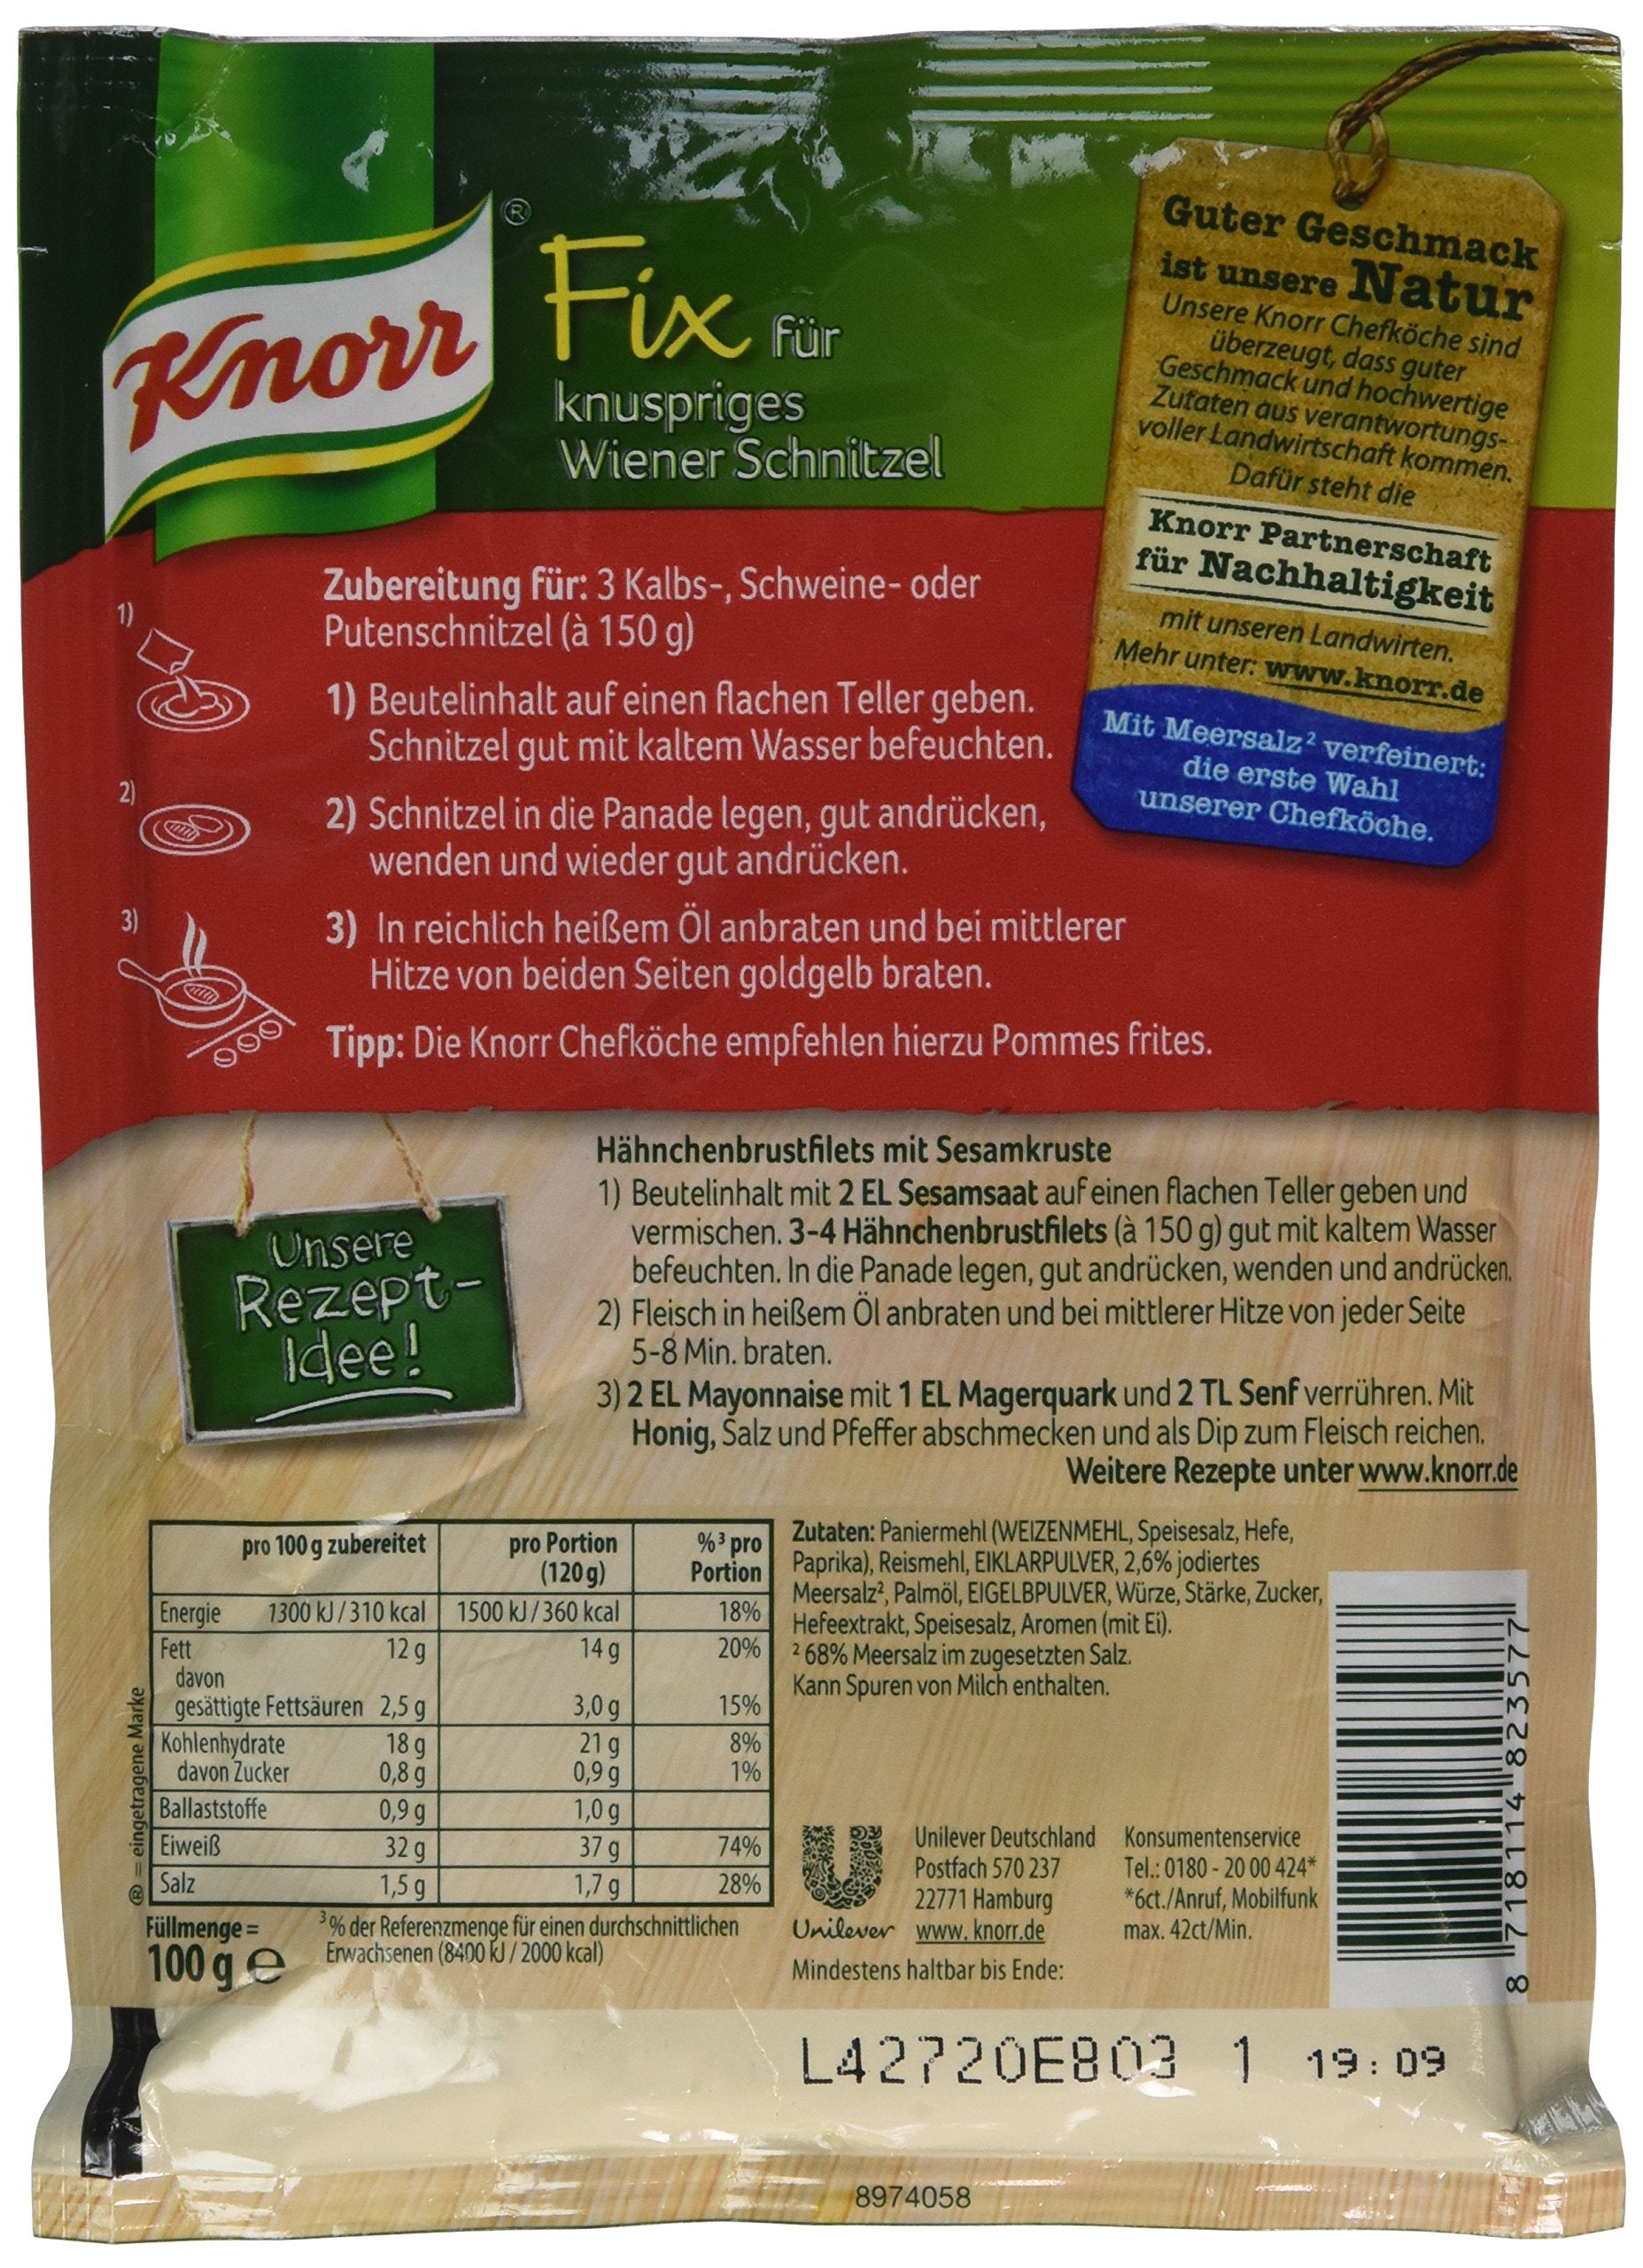 Knorr
®
Fix für
knuspriges
Wiener Schnitzel
Guter Geschmack
ist unsere Natur
Unsere Knorr Chefköche sind
überzeugt, dass guter
Geschmack und hochwertige
Zutaten aus verantwortungs-
voller Landwirtschaft kommen.
Dafür steht die
Knorr Partnerschaft
für Nachhaltigkeit
mit unseren Landwirten.
Mehr unter: www.knorr.de
Mit Meersalz² verfeinert:
die erste Wahl
unserer Chefköche.
1)
2)
3)
Zubereitung für: 3 Kalbs-, Schweine- oder
Putenschnitzel (à 150 g)
1) Beutelinhalt auf einen flachen Teller geben.
Schnitzel gut mit kaltem Wasser befeuchten.
2) Schnitzel in die Panade legen, gut andrücken,
wenden und wieder gut andrücken.
3) In reichlich heißem Öl anbraten und bei mittlerer
Hitze von beiden Seiten goldgelb braten.
Tipp: Die Knorr Chefköche empfehlen hierzu Pommes frites.
Unsere
Rezept-
Idee!
Hähnchenbrustfilets mit Sesamkruste
1) Beutelinhalt mit 2 EL Sesamsaat auf einen flachen Teller geben und
vermischen. 3-4 Hähnchenbrustfilets (à 150 g) gut mit kaltem Wasser
befeuchten. In die Panade legen, gut andrücken, wenden und andrücken.
2) Fleisch in heißem Öl anbraten und bei mittlerer Hitze von jeder Seite
5-8 Min. braten.
3) 2 EL Mayonnaise mit 1 EL Magerquark und 2 TL Senf verrühren. Mit
Honig, Salz und Pfeffer abschmecken und als Dip zum Fleisch reichen.
Weitere Rezepte unter www.knorr.de
pro 100 g zubereitet pro Portion %³ pro
(120 g) Portion
Energie 1300 kJ / 310 kcal 1500 kJ / 360 kcal 18%
Fett 12 g 14 g 20%
davon
gesättigte Fettsäuren 2,5 g 3,0 g 15%
Kohlenhydrate 18 g 21 g 8%
davon Zucker 0,8 g 0,9 g 1%
Ballaststoffe 0,9 g 1,0 g
Eiweiß 32 g 37 g 74%
Salz 1,5 g 1,7 g 28%
® = eingetragene Marke
Füllmenge =
100 g ℮
³% der Referenzmenge für einen durchschnittlichen
Erwachsenen (8400 kJ / 2000 kcal)
Zutaten: Paniermehl (WEIZENMEHL, Speisesalz, Hefe,
Paprika), Reismehl, EIKLARPULVER, 2,6% jodiertes
Meersalz², Palmöl, EIGELBPULVER, Würze, Stärke, Zucker,
Hefeextrakt, Speisesalz, Aromen (mit Ei).
² 68% Meersalz im zugesetzten Salz.
Kann Spuren von Milch enthalten.
Unilever
Unilever Deutschland
Postfach 570 237
22771 Hamburg
www.knorr.de
Konsumentenservice
Tel.: 0180 - 20 00 424*
*6ct./Anruf, Mobilfunk
max. 42ct/Min.
Mindestens haltbar bis Ende:
8 718114 823577
L42720E803 1 19:09
8974058